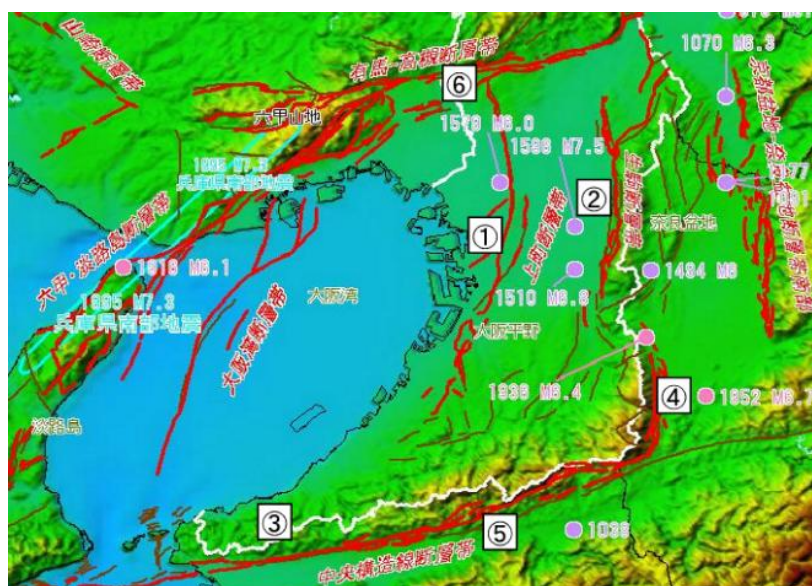 山崎断層帯
有馬-高槻断層帯
⑥
1070 M6.3
六甲山地
1579 M6.0
1596 M7.5
1995 M7.3
兵庫県南部地震
②
生駒断層帯
奈良盆地
①
上町断層帯
六甲・淡路島断層帯
1916 M6.1
大阪湾
1510 M6.8
1494 M6
1995 M7.3
兵庫県南部地震
大阪湾断層帯
大阪平野
1936 M6.4
④
淡路島
③
⑤
1038
中央構造線断層帯